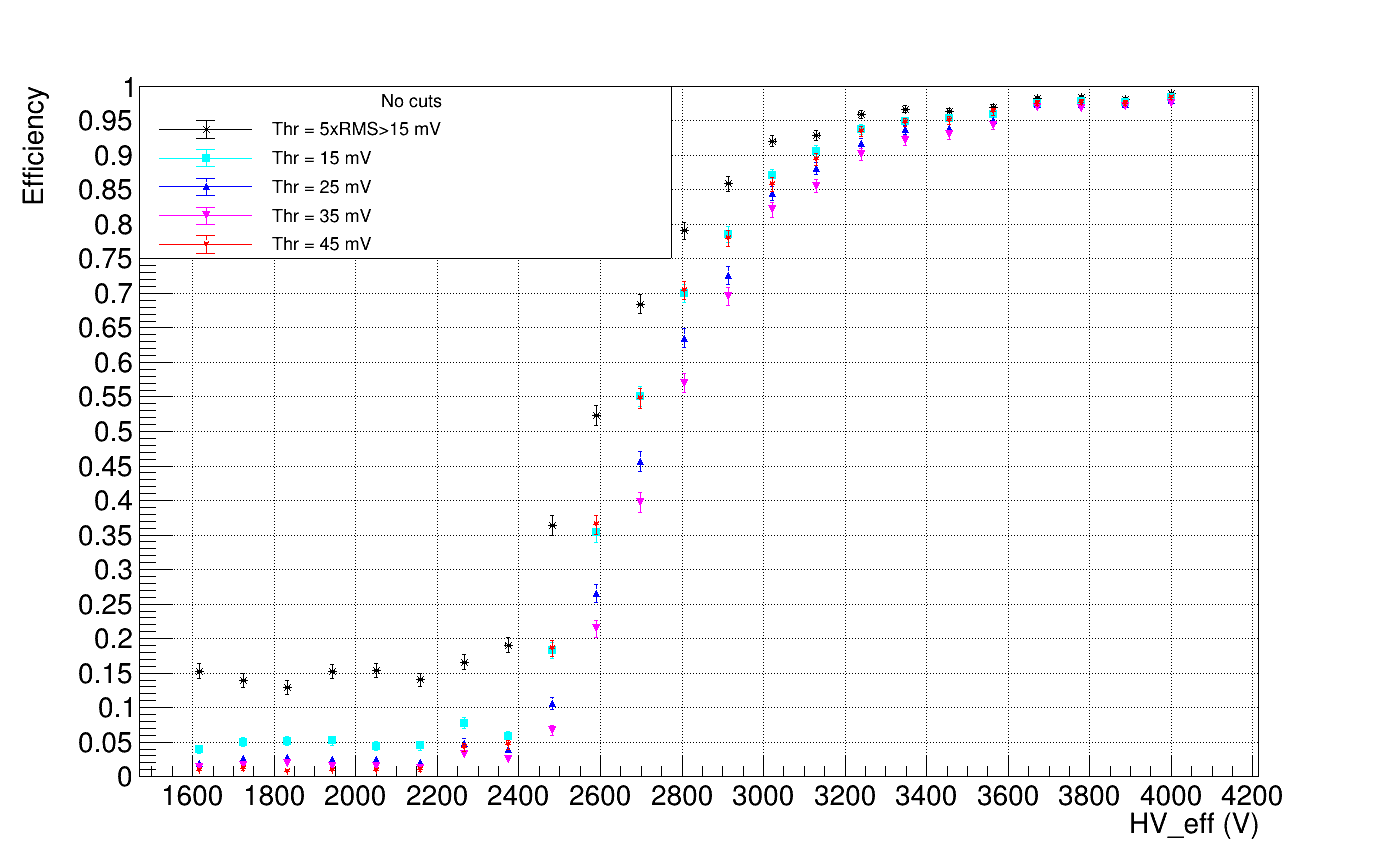 Efficiency
1
0.95
0.9
0.85
0.8
0.75
0.7
0.65
0.6
0.55
0.5
0.45
0.4
0.35
0.3
0.25
0.2
0.15
0.1
0.05
0
No cuts
Thr = 5xRMS>15 mV
Thr = 15 mV
Thr = 25 mV
Thr = 35 mV
Thr = 45 mV
1600 1800 2000 2200 2400 2600 2800 3000 3200 3400 3600 3800 4000 4200
HV_eff (V)